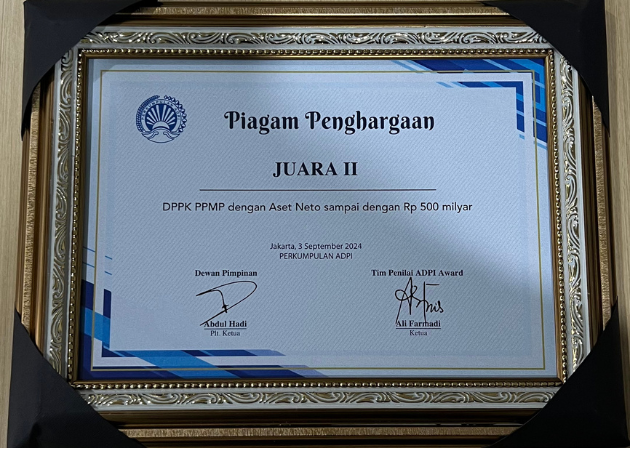 Piagam Penghargaan
JUARA II
DPPK PPMP dengan Aset Neto sampai dengan Rp 500 milyar
Jakarta, 3 September 2024
PERKUMPULAN ADPI
Dewan Pimpinan
Abdul Hadi
Plt. Ketua
Tim Penilai ADPI Award
Ali Farmadi
Ketua